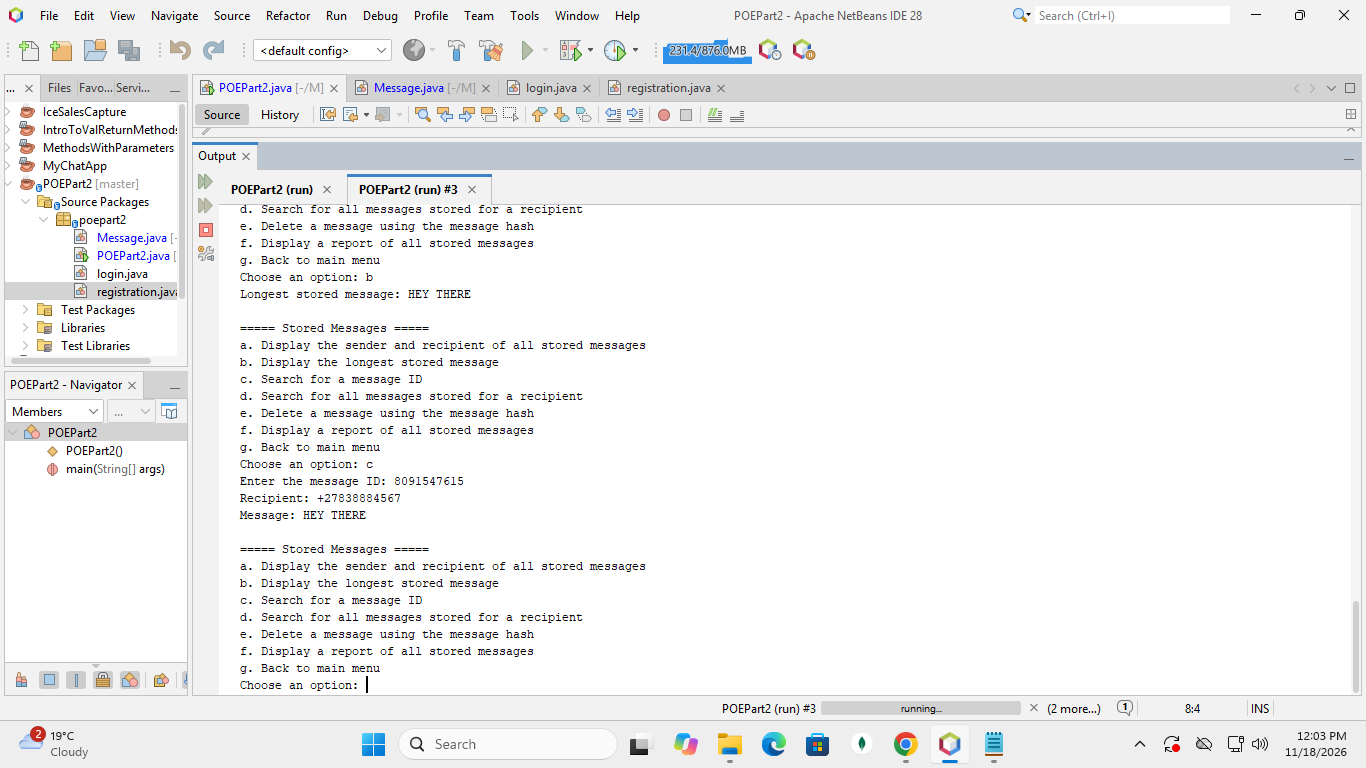 File Edit View Navigate Source Refactor Run Debug Profile Team Tools Window Help
POEPart2 - Apache NetBeans IDE 28
Search (Ctrl+I)
<default config>
231.4/876.0MB
... Files Favo... Servi...
POEPart2.java [-/M] Message.java [-/M] login.java registration.java
Source History
IceSalesCapture
IntroToValReturnMethods
MethodsWithParameters
MyChatApp
POEPart2 [master]
Source Packages
poepart2
Message.java [-
POEPart2.java [
login.java
registration.java
Test Packages
Libraries
Test Libraries
POEPart2 - Navigator
Members ...
POEPart2
POEPart2()
main(String[] args)
Output
POEPart2 (run) POEPart2 (run) #3
d. Search for all messages stored for a recipient
e. Delete a message using the message hash
f. Display a report of all stored messages
g. Back to main menu
Choose an option: b
Longest stored message: HEY THERE
===== Stored Messages =====
a. Display the sender and recipient of all stored messages
b. Display the longest stored message
c. Search for a message ID
d. Search for all messages stored for a recipient
e. Delete a message using the message hash
f. Display a report of all stored messages
g. Back to main menu
Choose an option: c
Enter the message ID: 8091547615
Recipient: +27838884567
Message: HEY THERE
===== Stored Messages =====
a. Display the sender and recipient of all stored messages
b. Display the longest stored message
c. Search for a message ID
d. Search for all messages stored for a recipient
e. Delete a message using the message hash
f. Display a report of all stored messages
g. Back to main menu
Choose an option:
POEPart2 (run) #3 running... (2 more...) 1 8:4 INS
2
19°C
Cloudy
Search
12:03 PM
11/18/2026